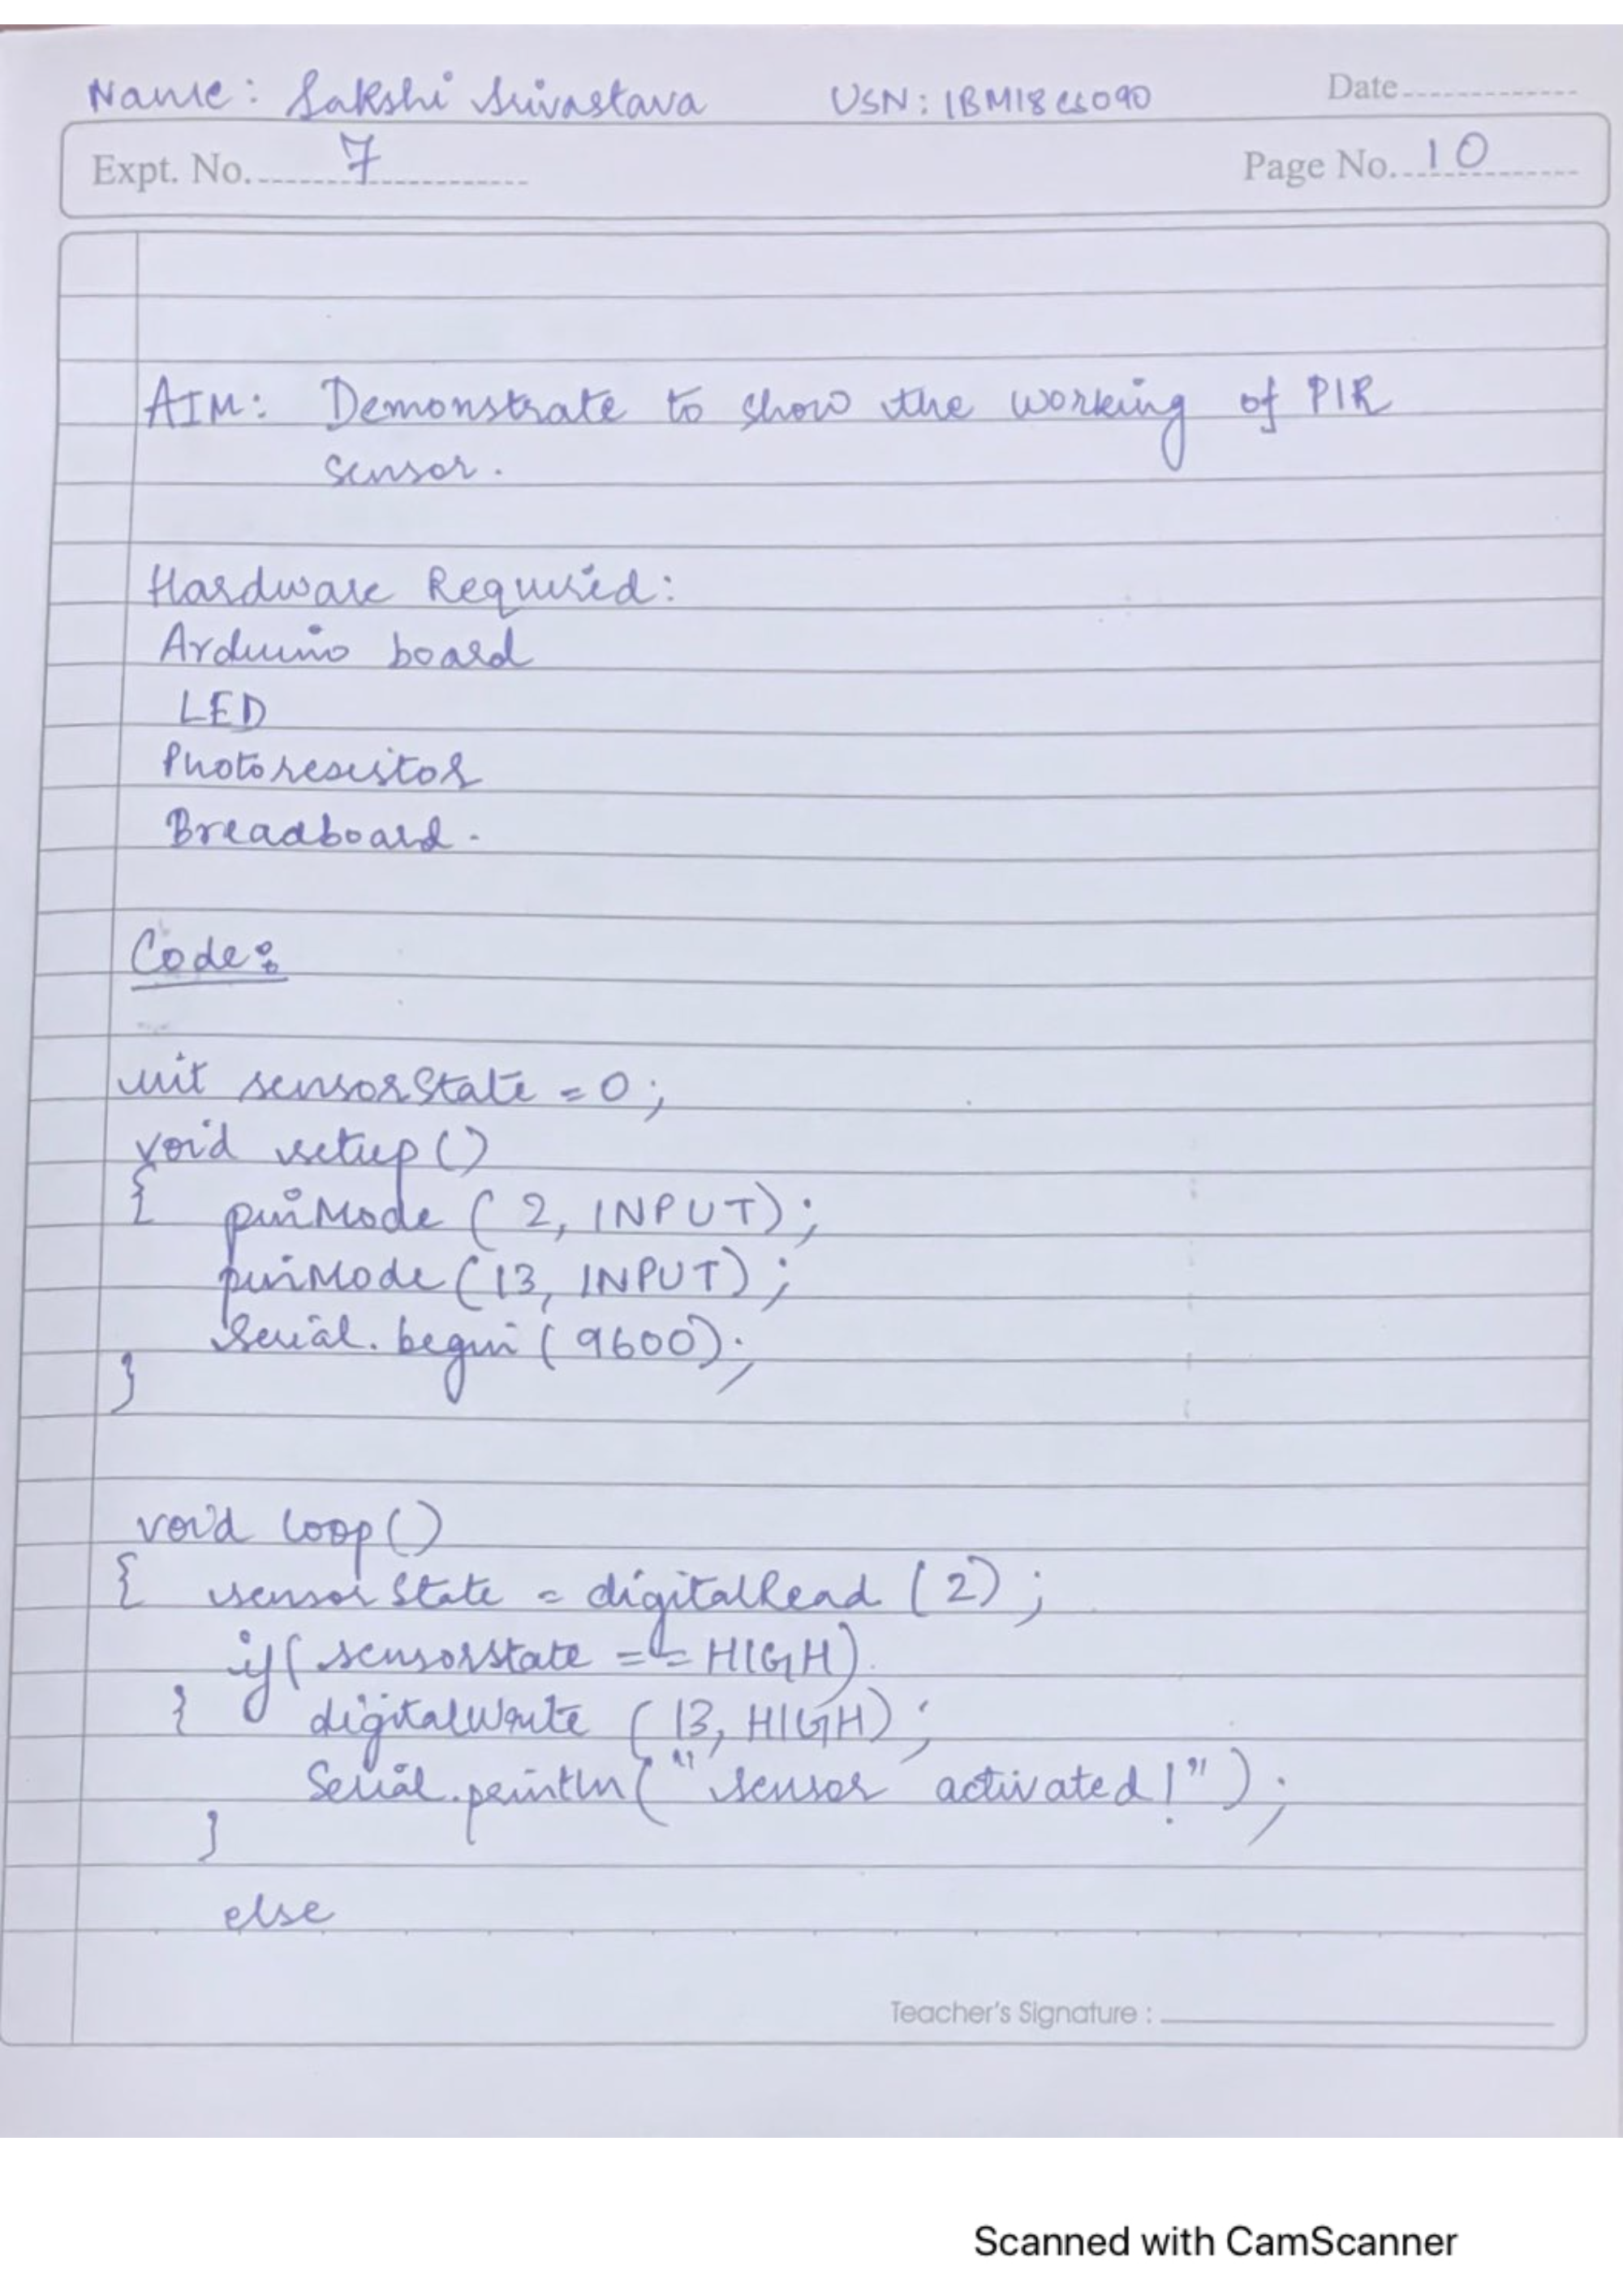 Name: Sakshi Srivastava USN: 1BM18CS090 Date
Expt. No. 7 Page No. 10
AIM: Demonstrate to show the working of PIR
sensor.
Hardware Required:
Arduino board
LED
Photoresistor
Breadboard.
Code:
int sensorState = 0;
void setup()
{ pinMode (2, INPUT);
pinMode (13, INPUT);
Serial.begin (9600);
}
void loop()
{ sensorState = digitalRead (2);
if( sensorstate == HIGH)
{ digitalWrite (13, HIGH);
Serial.println ("sensor activated!");
}
else
Teacher's Signature :
Scanned with CamScanner